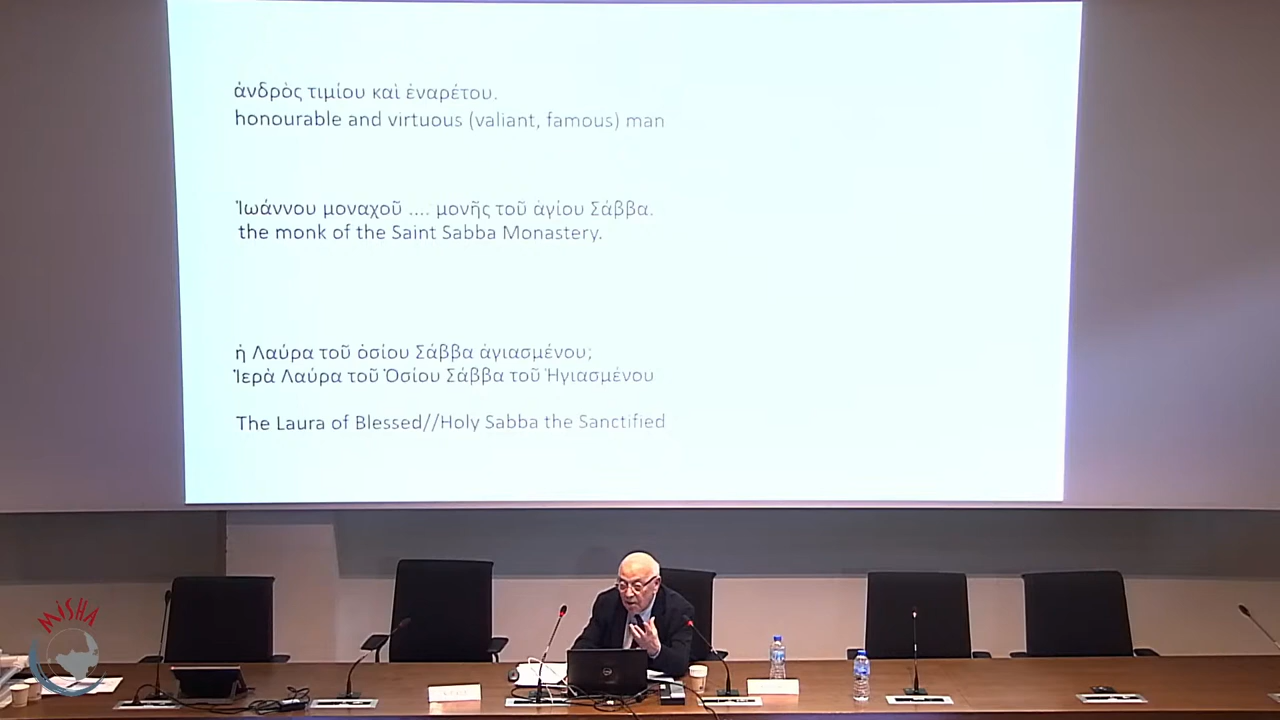 ἀνδρὸς τιμίου καὶ ἐναρέτου.
honourable and virtuous (valiant, famous) man
Ἰωάννου μοναχοῦ .... μονῆς τοῦ ἁγίου Σάββα.
the monk of the Saint Sabba Monastery.
ἡ Λαύρα τοῦ ὁσίου Σάββα ἁγιασμένου;
Ἱερὰ Λαύρα τοῦ Ὁσίου Σάββα τοῦ Ἡγιασμένου
The Laura of Blessed//Holy Sabba the Sanctified
MiSHA